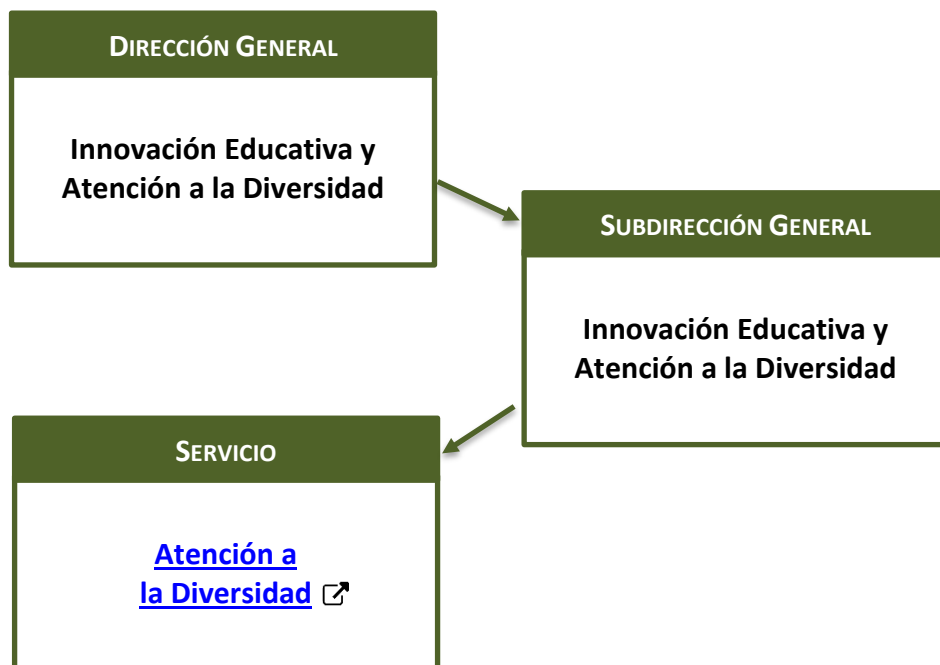 DIRECCIÓN GENERAL
Innovación Educativa y
Atención a la Diversidad
SUBDIRECCIÓN GENERAL
Innovación Educativa y
Atención a la Diversidad
SERVICIO
Atención a
la Diversidad